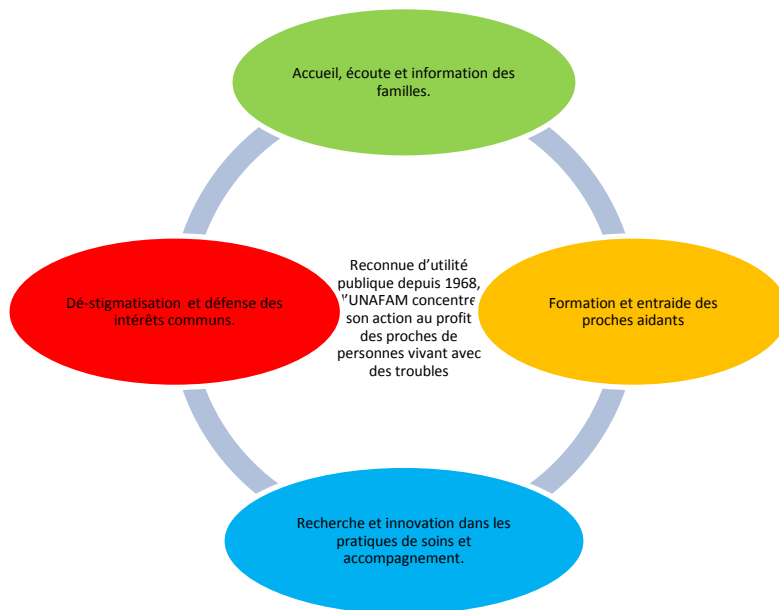 Accueil, écoute et information des
familles.
Dé-stigmatisation et défense des
intérêts communs.
Reconnue d’utilité
publique depuis 1968,
l’UNAFAM concentre
son action au profit
des proches de
personnes vivant avec
des troubles
Formation et entraide des
proches aidants
Recherche et innovation dans les
pratiques de soins et
accompagnement.